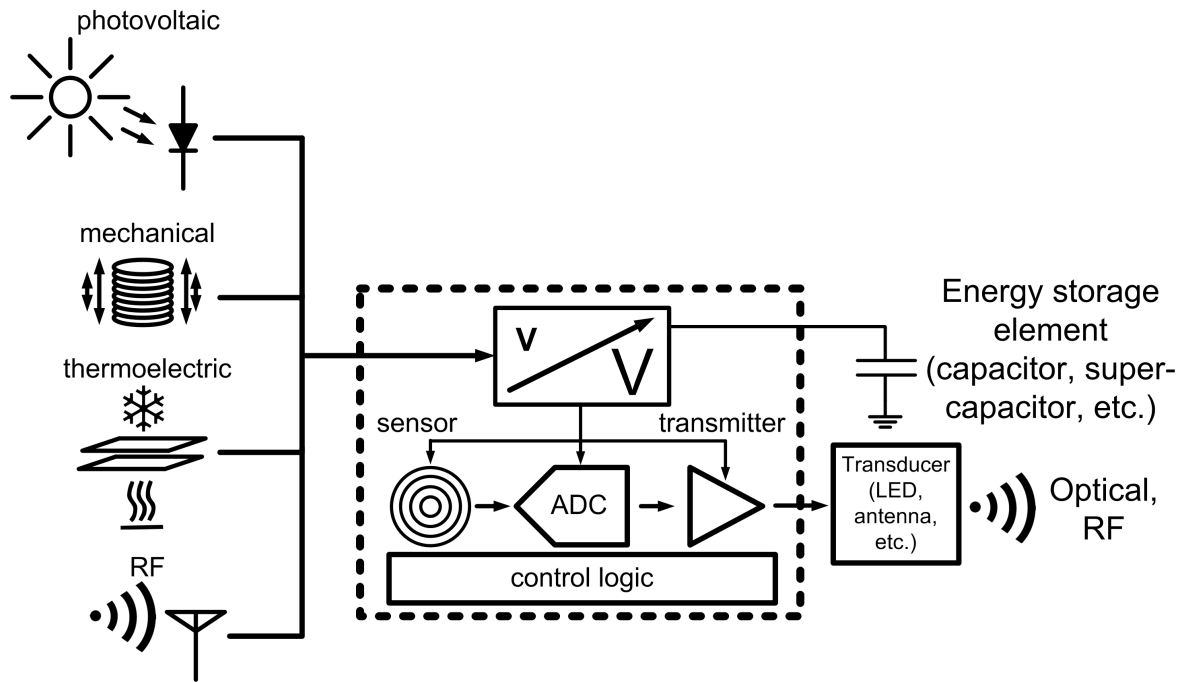 photovoltaic
mechanical
thermoelectric
RF
v
V
sensor
transmitter
ADC
control logic
Energy storage
element
(capacitor, super-
capacitor, etc.)
Transducer
(LED,
antenna,
etc.)
Optical,
RF